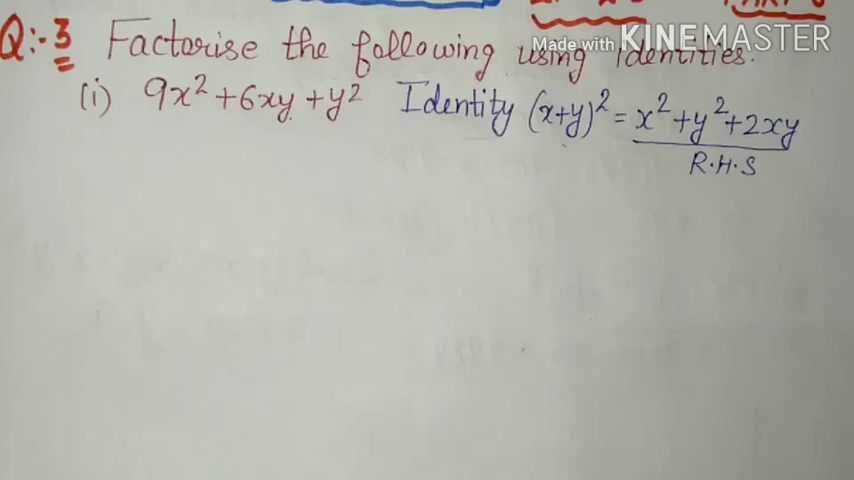 Q:-3 Factorise the following using identities.
Made with KINEMASTER
(i) 9x² + 6xy + y² Identity (x+y)² = x² + y² + 2xy
R.H.S